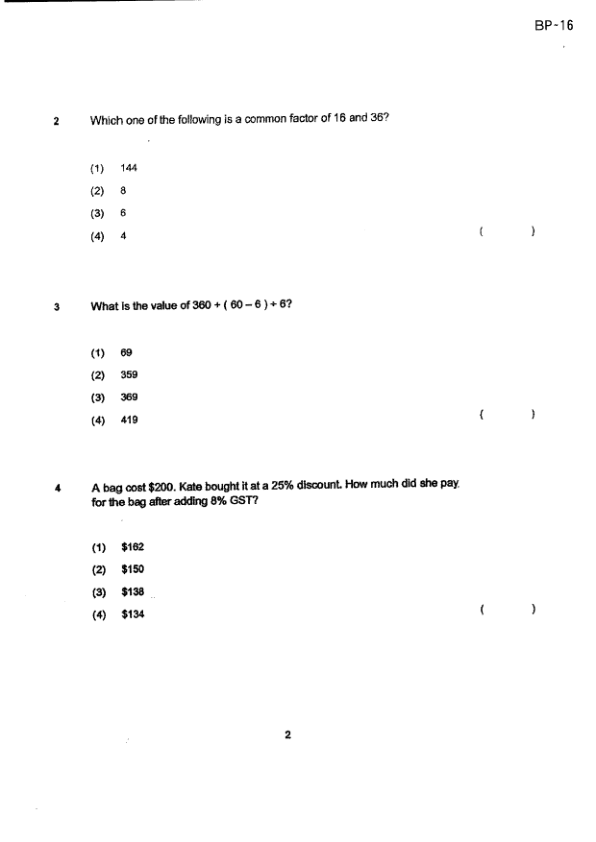 BP-16
2 Which one of the following is a common factor of 16 and 36?
(1) 144
(2) 8
(3) 6
(4) 4 ( )
3 What is the value of 360 + ( 60 – 6 ) + 6?
(1) 69
(2) 359
(3) 369
(4) 419 ( )
4 A bag cost $200. Kate bought it at a 25% discount. How much did she pay
for the bag after adding 8% GST?
(1) $162
(2) $150
(3) $138
(4) $134 ( )
2